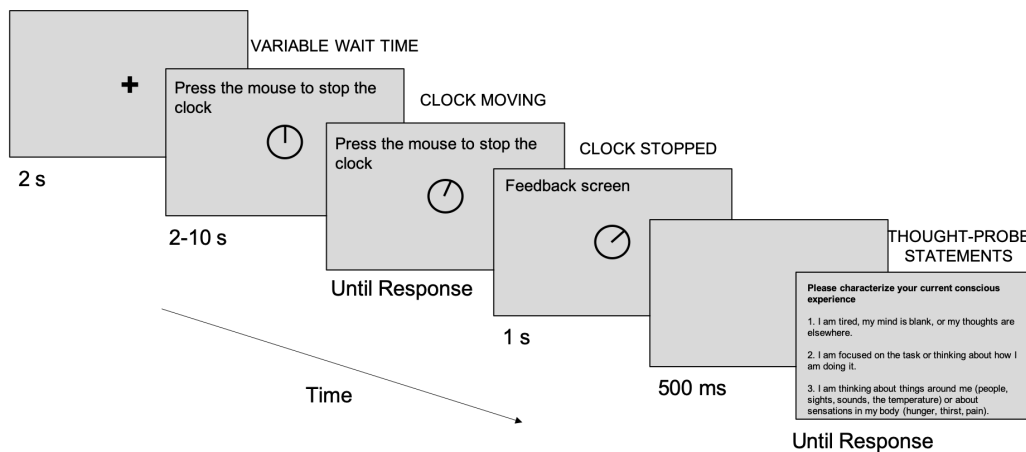 VARIABLE WAIT TIME
Press the mouse to stop the
clock
CLOCK MOVING
Press the mouse to stop the
clock
CLOCK STOPPED
Feedback screen
2 s
2-10 s
THOUGHT-PROBE
STATEMENTS
Until Response
Please characterize your current conscious
experience
1. I am tired, my mind is blank, or my thoughts are
elsewhere.
2. I am focused on the task or thinking about how I
am doing it.
3. I am thinking about things around me (people,
sights, sounds, the temperature) or about
sensations in my body (hunger, thirst, pain).
1 s
500 ms
Time
Until Response